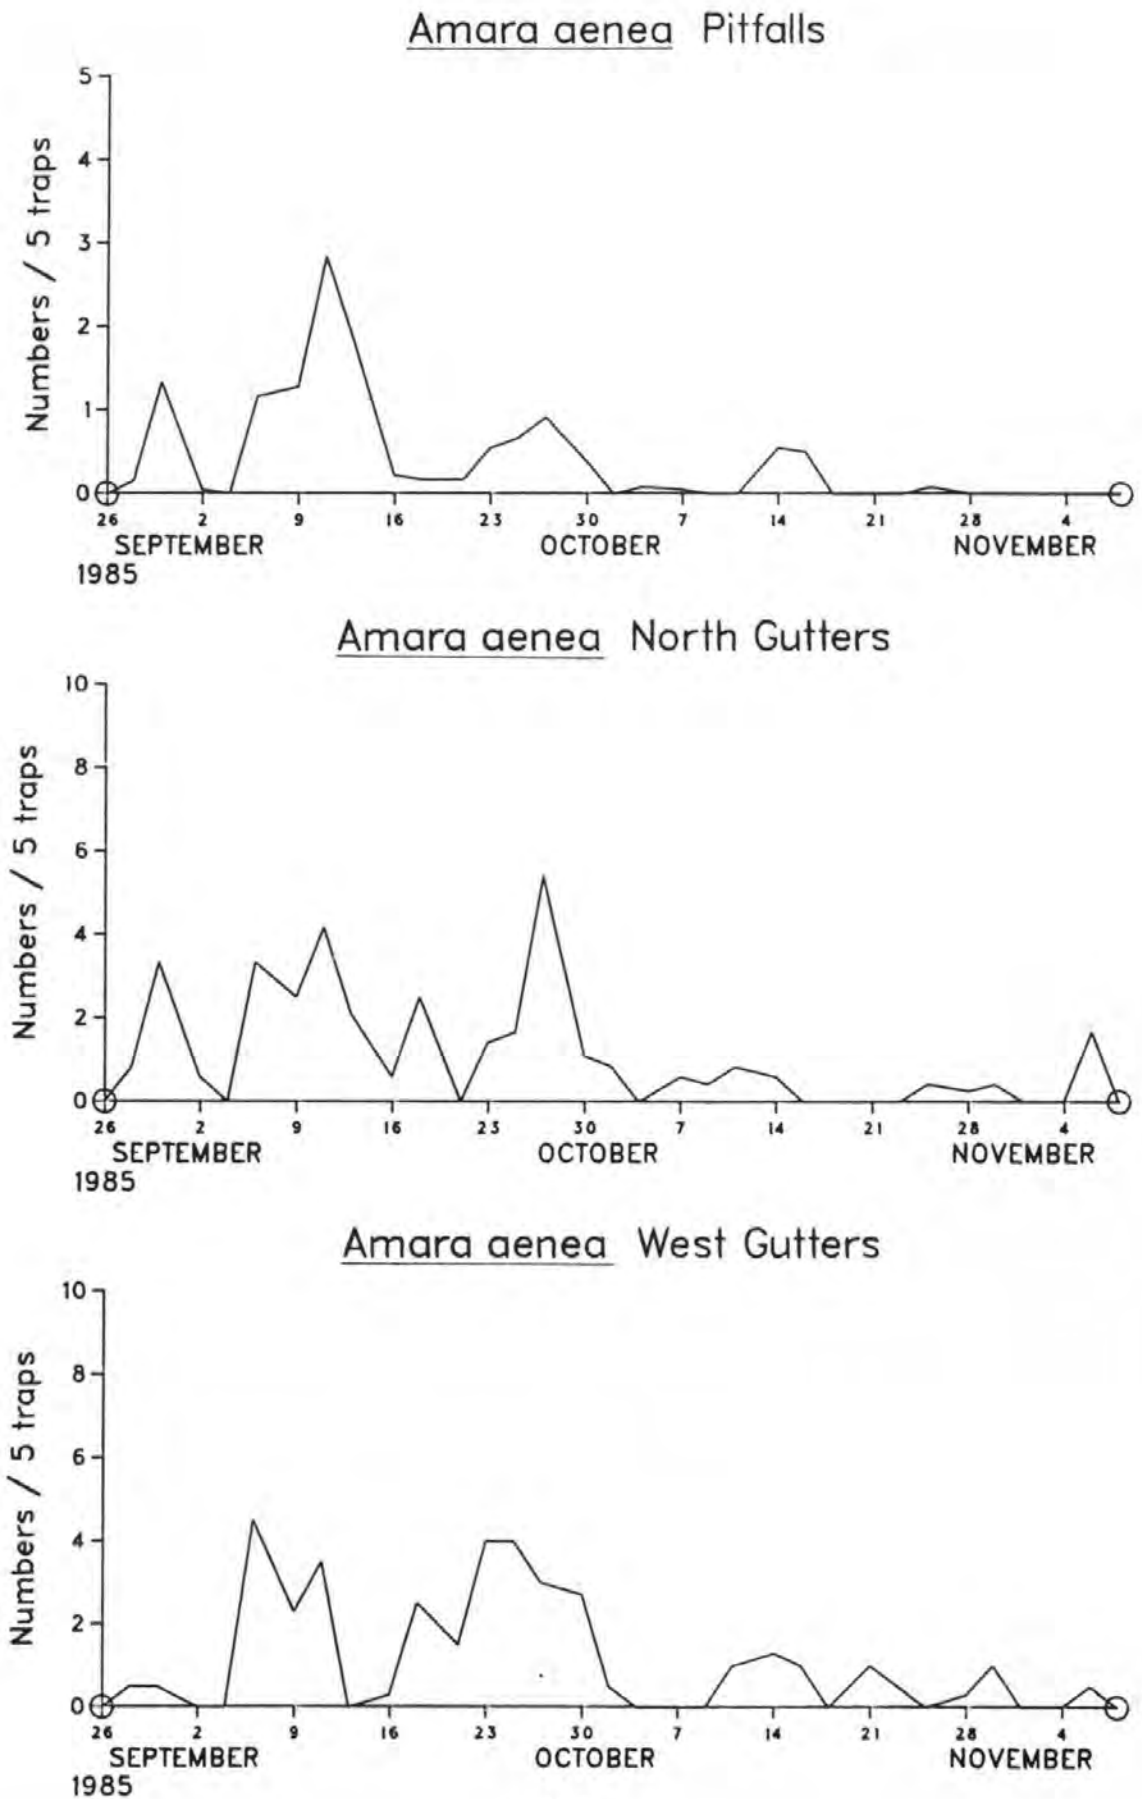 Amara aenea Pitfalls
5
4
3
2
1
0
Numbers / 5 traps
26 2 9 16 23 30 7 14 21 28 4
SEPTEMBER OCTOBER NOVEMBER
1985
Amara aenea North Gutters
10
8
6
4
2
0
Numbers / 5 traps
26 2 9 16 23 30 7 14 21 28 4
SEPTEMBER OCTOBER NOVEMBER
1985
Amara aenea West Gutters
10
8
6
4
2
0
Numbers / 5 traps
26 2 9 16 23 30 7 14 21 28 4
SEPTEMBER OCTOBER NOVEMBER
1985